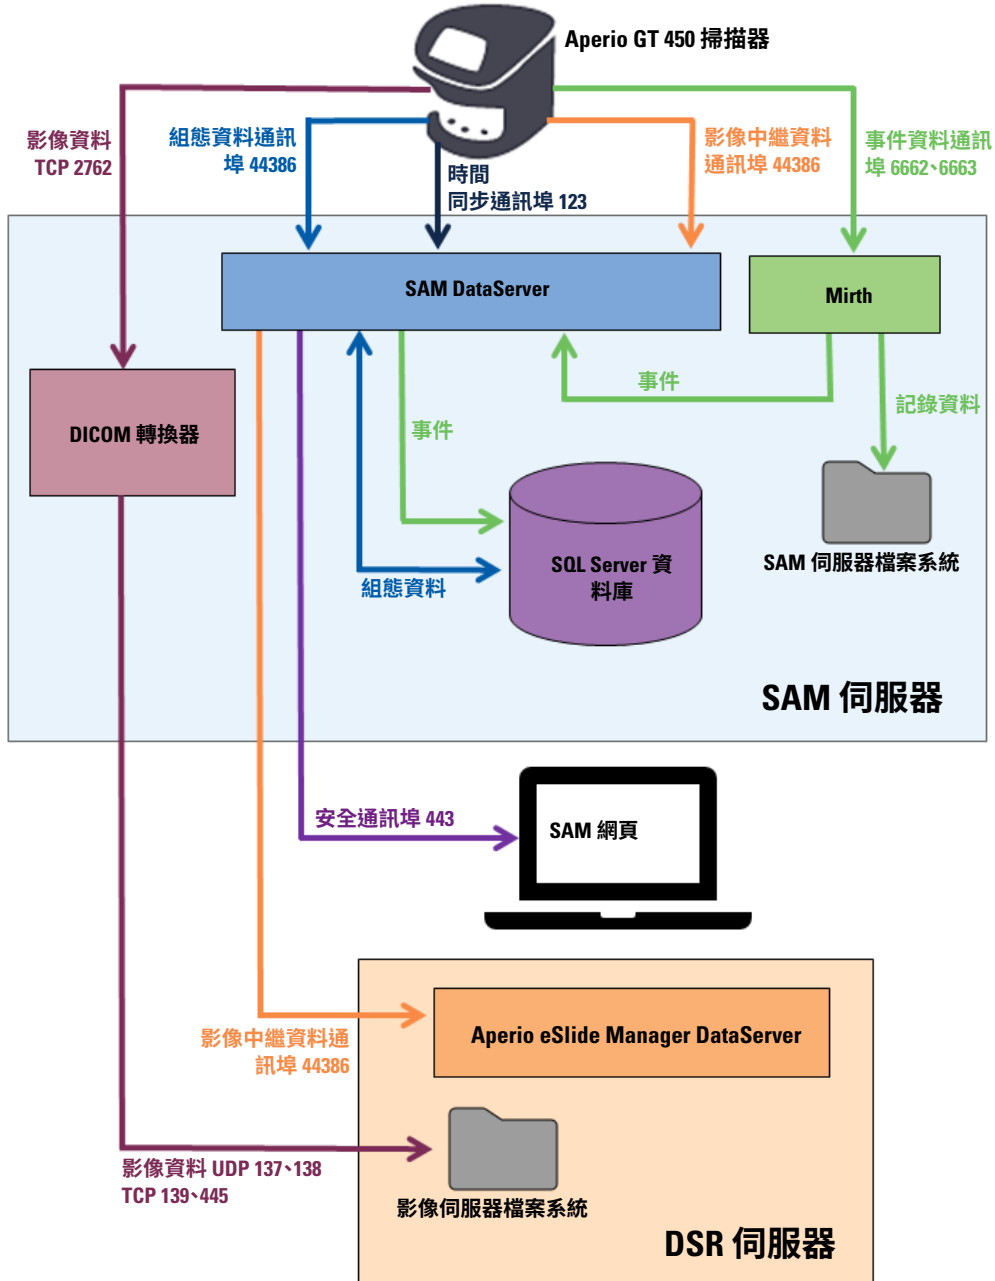 Aperio GT 450 掃描器
影像資料
TCP 2762
組態資料通訊
埠 44386
時間
同步通訊埠 123
影像中繼資料
通訊埠 44386
事件資料通訊
埠 6662、6663
SAM DataServer
Mirth
事件
記錄資料
DICOM 轉換器
事件
SQL Server 資
料庫
組態資料
SAM 伺服器檔案系統
SAM 伺服器
安全通訊埠 443
SAM 網頁
Aperio eSlide Manager DataServer
影像中繼資料通
訊埠 44386
影像資料 UDP 137、138
TCP 139、445
影像伺服器檔案系統
DSR 伺服器